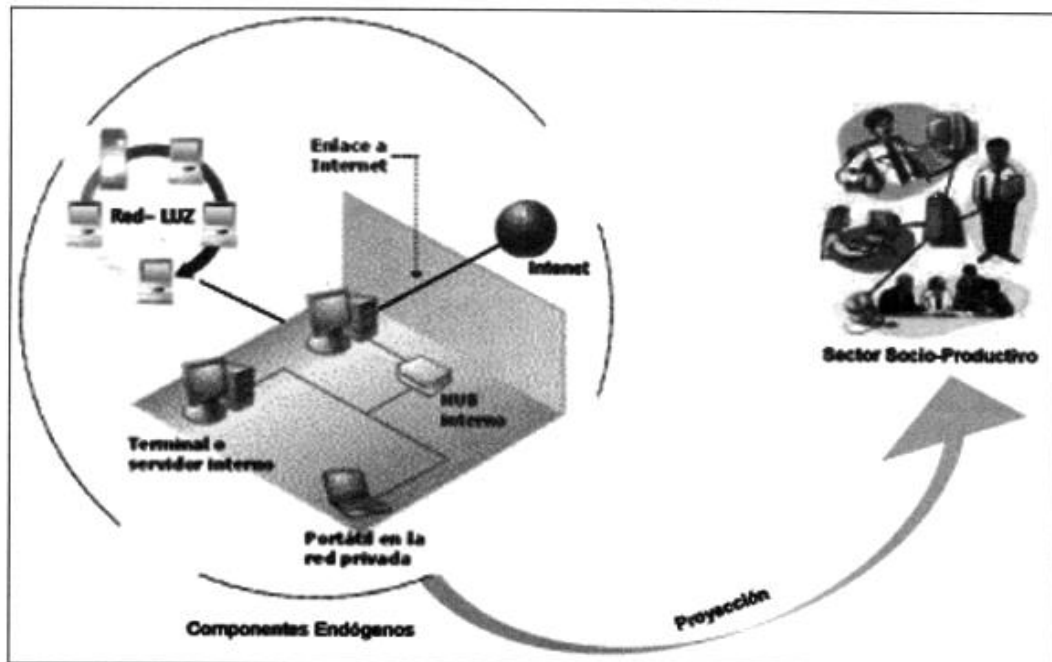 Enlace a
Internet
Red- LUZ
Intenet
HUB
interno
Terminal o
servidor interno
Portátil en la
red privada
Componentes Endógenos
Proyección
Sector Socio-Productivo